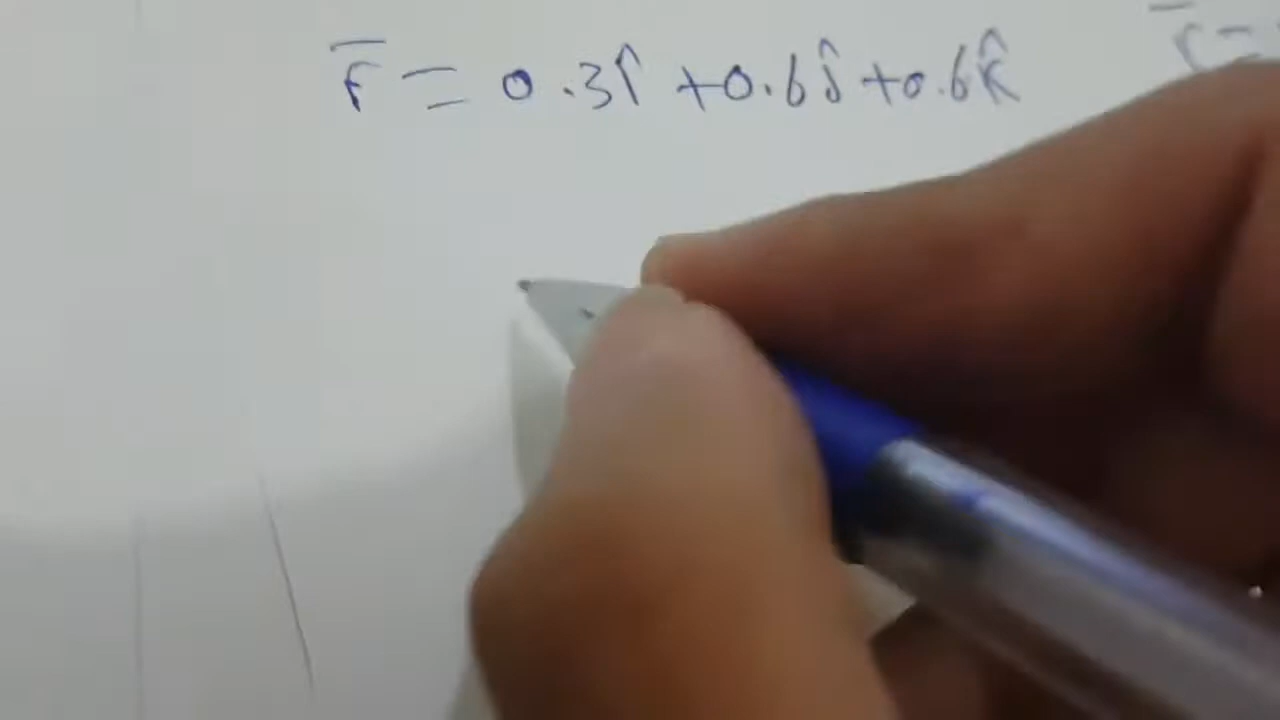 F̅ = 0.3î + 0.6ĵ + 0.6k̂ r̅ =